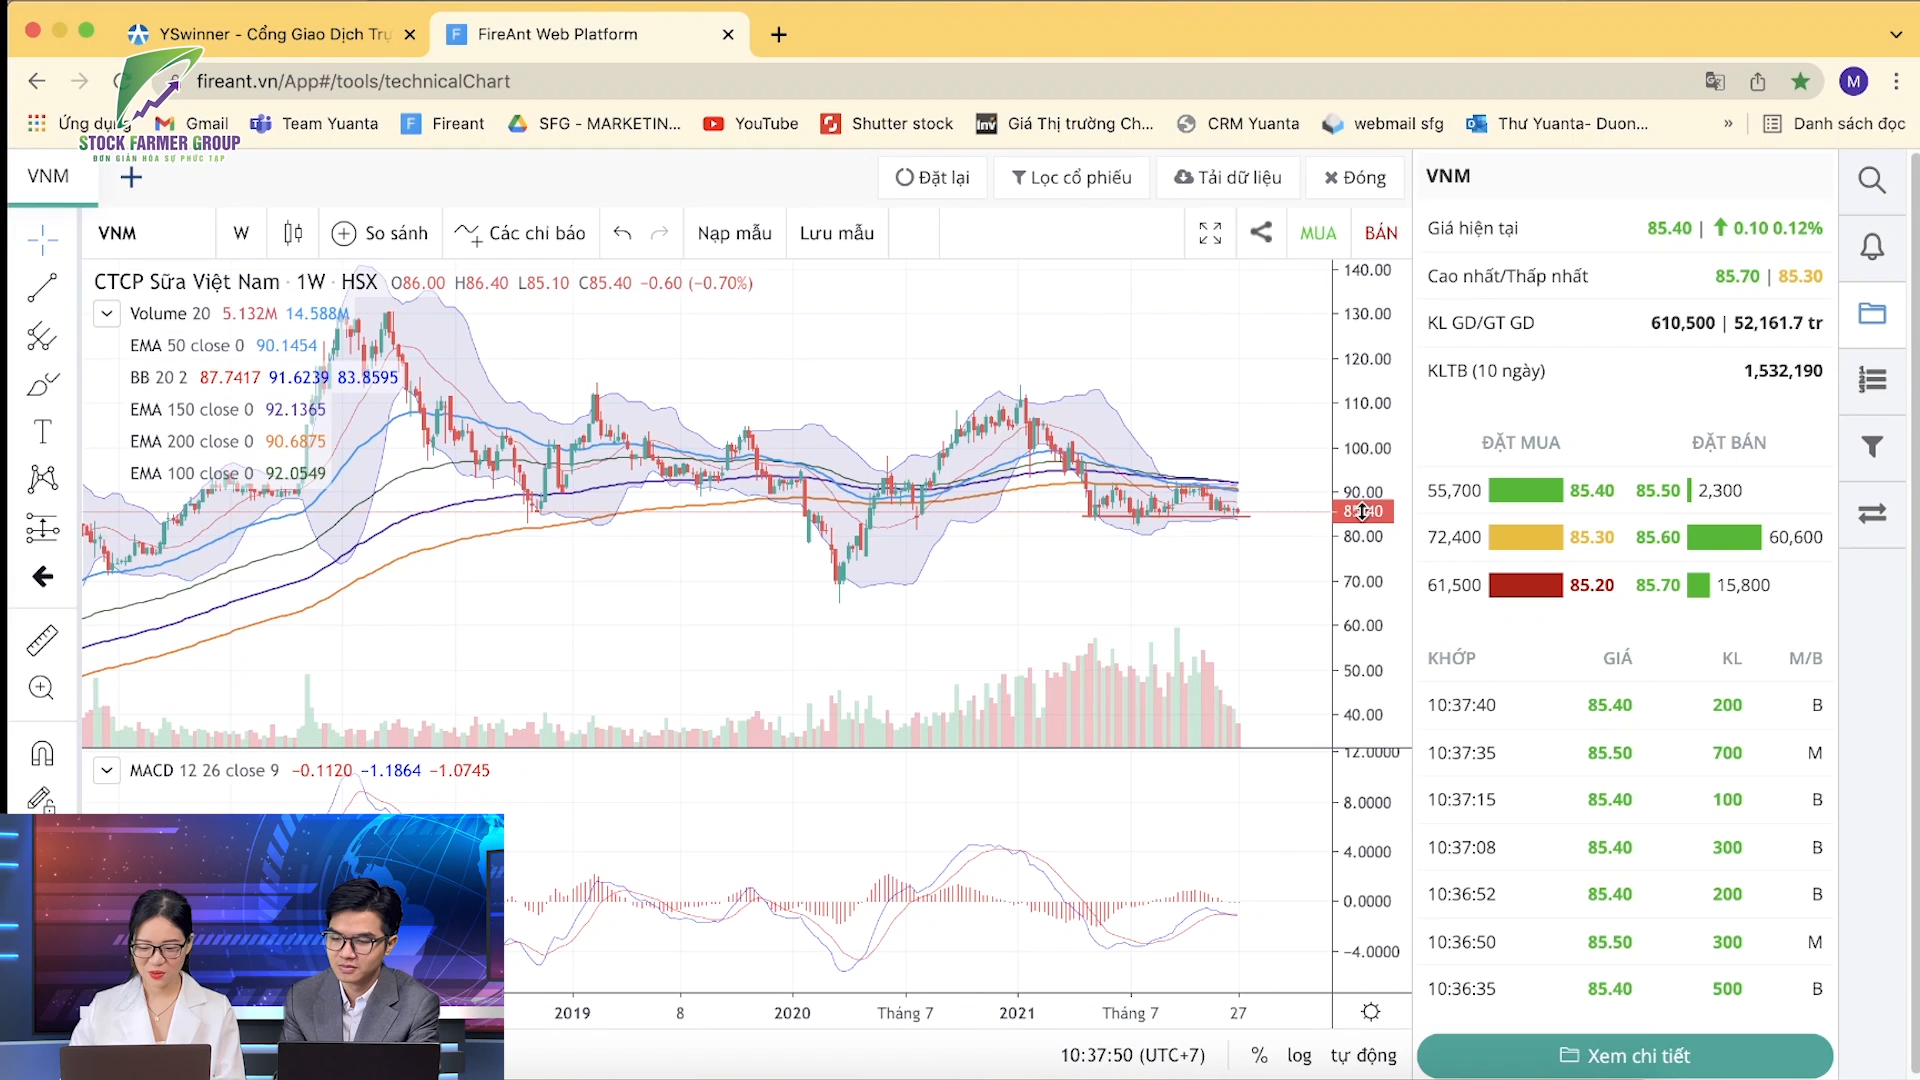 YSwinner - Cổng Giao Dịch Trự
FireAnt Web Platform
fireant.vn/App#/tools/technicalChart
M
Ứng dụng
Gmail
Team Yuanta
Fireant
SFG - MARKETIN...
YouTube
Shutter stock
Inv
Giá Thị trường Ch...
CRM Yuanta
webmail sfg
Thư Yuanta- Duon...
»
Danh sách đọc
STOCK FARMER GROUP
ĐƠN GIẢN HÓA SỰ PHỨC TẠP
VNM
Đặt lại
Lọc cổ phiếu
Tải dữ liệu
Đóng
VNM
W
So sánh
Các chỉ báo
Nạp mẫu
Lưu mẫu
MUA
BÁN
CTCP Sữa Việt Nam · 1W · HSX O86.00 H86.40 L85.10 C85.40 −0.60 (−0.70%)
Volume 20 5.132M 14.588M
EMA 50 close 0 90.1454
BB 20 2 87.7417 91.6239 83.8595
EMA 150 close 0 92.1365
EMA 200 close 0 90.6875
EMA 100 close 0 92.0549
140.00
130.00
120.00
110.00
100.00
90.00
85.40
80.00
70.00
60.00
50.00
40.00
MACD 12 26 close 9 −0.1120 −1.1864 −1.0745
12.0000
8.0000
4.0000
0.0000
−4.0000
2019
8
2020
Tháng 7
2021
Tháng 7
27
10:37:50 (UTC+7)
%
log
tự động
VNM
Giá hiện tại 85.40 | 0.10 0.12%
Cao nhất/Thấp nhất 85.70 | 85.30
KL GD/GT GD 610,500 | 52,161.7 tr
KLTB (10 ngày) 1,532,190
ĐẶT MUA ĐẶT BÁN
55,700 85.40 85.50 2,300
72,400 85.30 85.60 60,600
61,500 85.20 85.70 15,800
KHỚP GIÁ KL M/B
10:37:40 85.40 200 B
10:37:35 85.50 700 M
10:37:15 85.40 100 B
10:37:08 85.40 300 B
10:36:52 85.40 200 B
10:36:50 85.50 300 M
10:36:35 85.40 500 B
Xem chi tiết